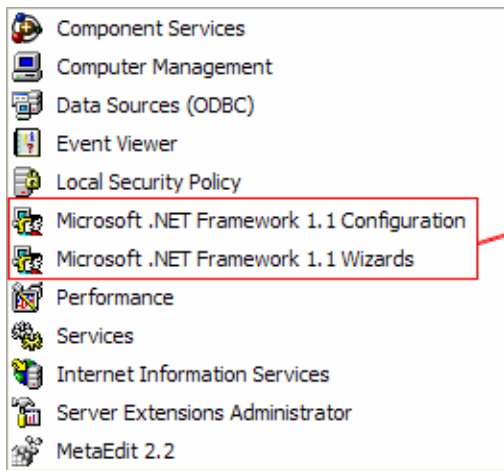 Component Services
Computer Management
Data Sources (ODBC)
Event Viewer
Local Security Policy
Microsoft .NET Framework 1.1 Configuration
Microsoft .NET Framework 1.1 Wizards
Performance
Services
Internet Information Services
Server Extensions Administrator
MetaEdit 2.2